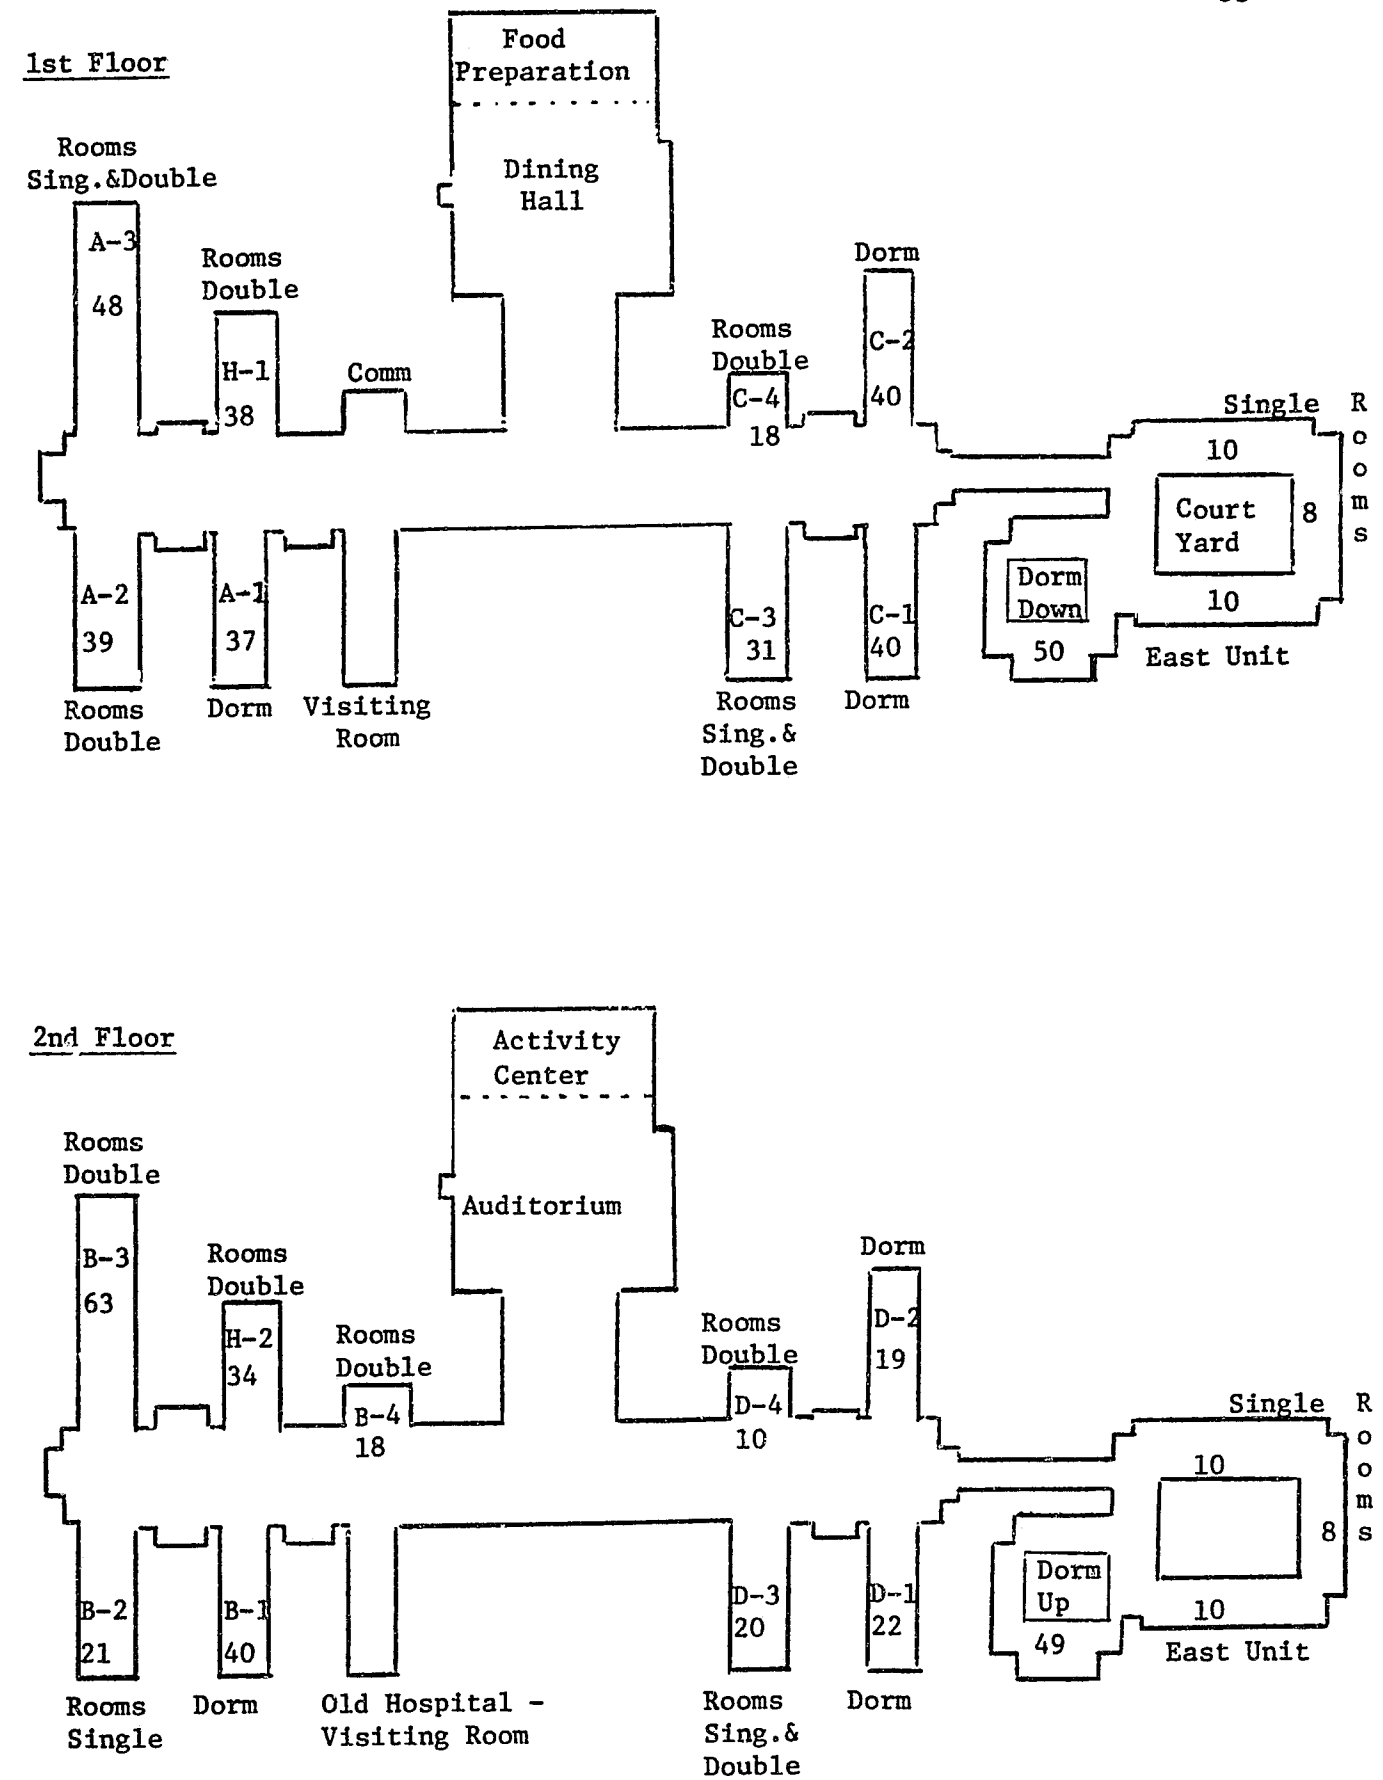 1st Floor
Food
Preparation
Dining
Hall
Rooms
Sing.&Double
A-3
48
Rooms
Double
H-1
38
Comm
Rooms
Double
C-4
18
Dorm
C-2
40
Single
Rooms
10
Court
Yard
8
10
East Unit
Dorm
Down
50
A-2
39
Rooms
Double
A-1
37
Dorm
Visiting
Room
C-3
31
Rooms
Sing.&
Double
C-1
40
Dorm
2nd Floor
Activity
Center
Auditorium
Rooms
Double
B-3
63
Rooms
Double
H-2
34
Rooms
Double
B-4
18
Rooms
Double
D-4
10
Dorm
D-2
19
Single
Rooms
10
8
10
East Unit
Dorm
Up
49
B-2
21
Rooms
Single
B-1
40
Dorm
Old Hospital -
Visiting Room
D-3
20
Rooms
Sing.&
Double
D-1
22
Dorm